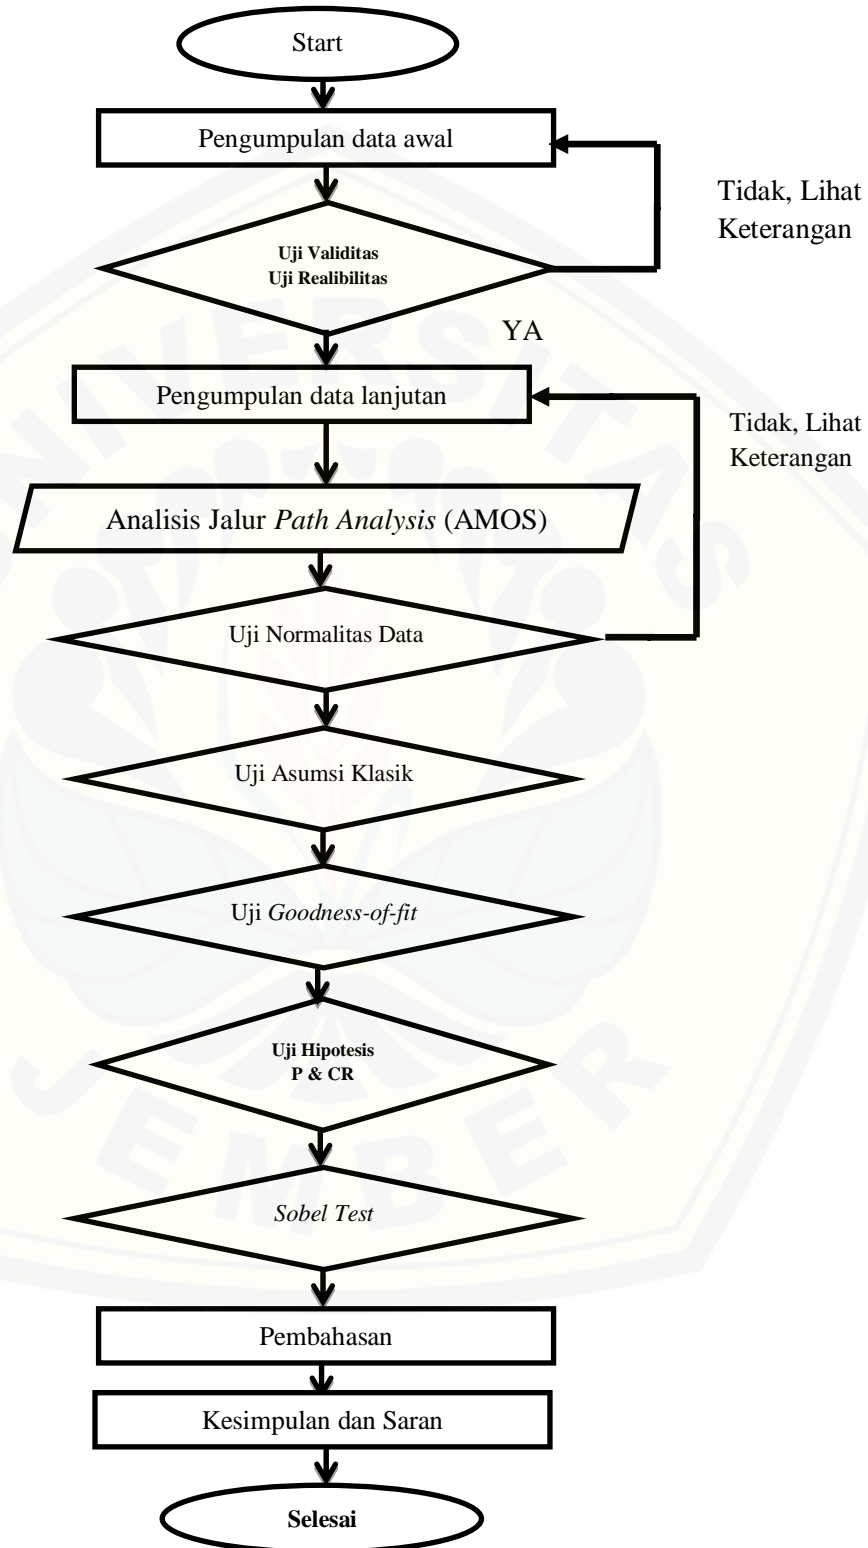 Start
Pengumpulan data awal
Tidak, Lihat
Keterangan
Uji Validitas
Uji Realibilitas
YA
Pengumpulan data lanjutan
Tidak, Lihat
Keterangan
Analisis Jalur Path Analysis (AMOS)
Uji Normalitas Data
Uji Asumsi Klasik
Uji Goodness-of-fit
Uji Hipotesis
P & CR
Sobel Test
Pembahasan
Kesimpulan dan Saran
Selesai
UNIVERSITAS
JEMBER